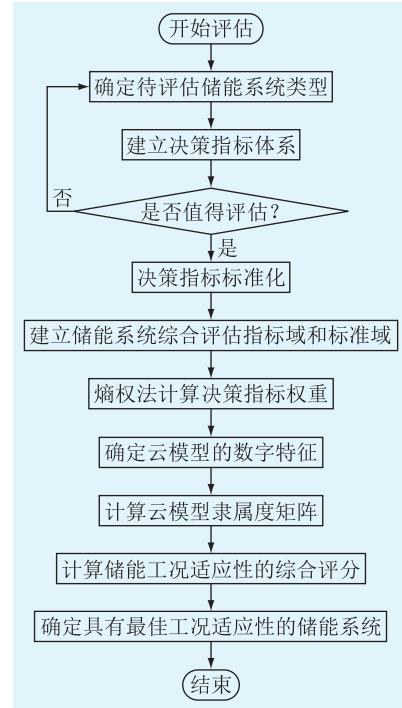 开始评估
确定待评估储能系统类型
建立决策指标体系
否
是否值得评估?
是
决策指标标准化
建立储能系统综合评估指标域和标准域
熵权法计算决策指标权重
确定云模型的数字特征
计算云模型隶属度矩阵
计算储能工况适应性的综合评分
确定具有最佳工况适应性的储能系统
结束